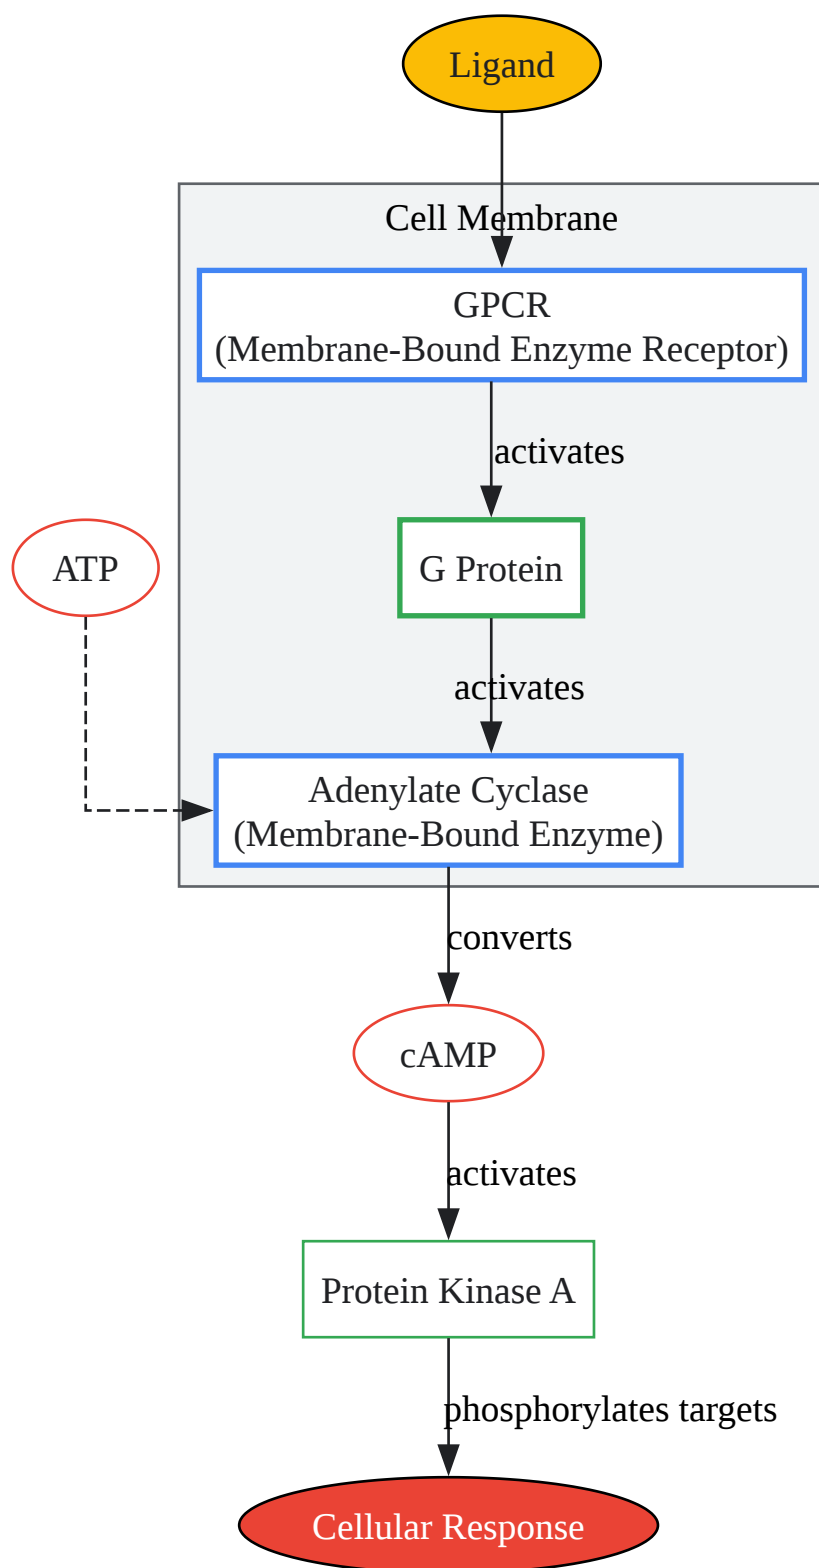 Ligand
Cell Membrane
GPCR
(Membrane-Bound Enzyme Receptor)
activates
ATP
G Protein
activates
Adenylate Cyclase
(Membrane-Bound Enzyme)
converts
cAMP
activates
Protein Kinase A
phosphorylates targets
Cellular Response